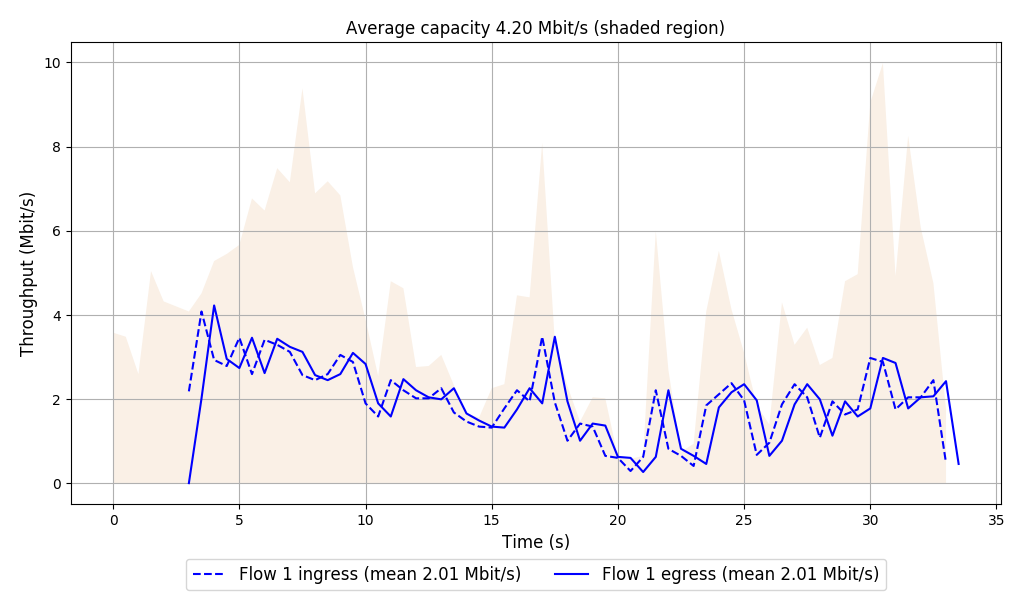 Average capacity 4.20 Mbit/s (shaded region)
Throughput (Mbit/s)
10
8
6
4
2
0
0 5 10 15 20 25 30 35
Time (s)
Flow 1 ingress (mean 2.01 Mbit/s) Flow 1 egress (mean 2.01 Mbit/s)